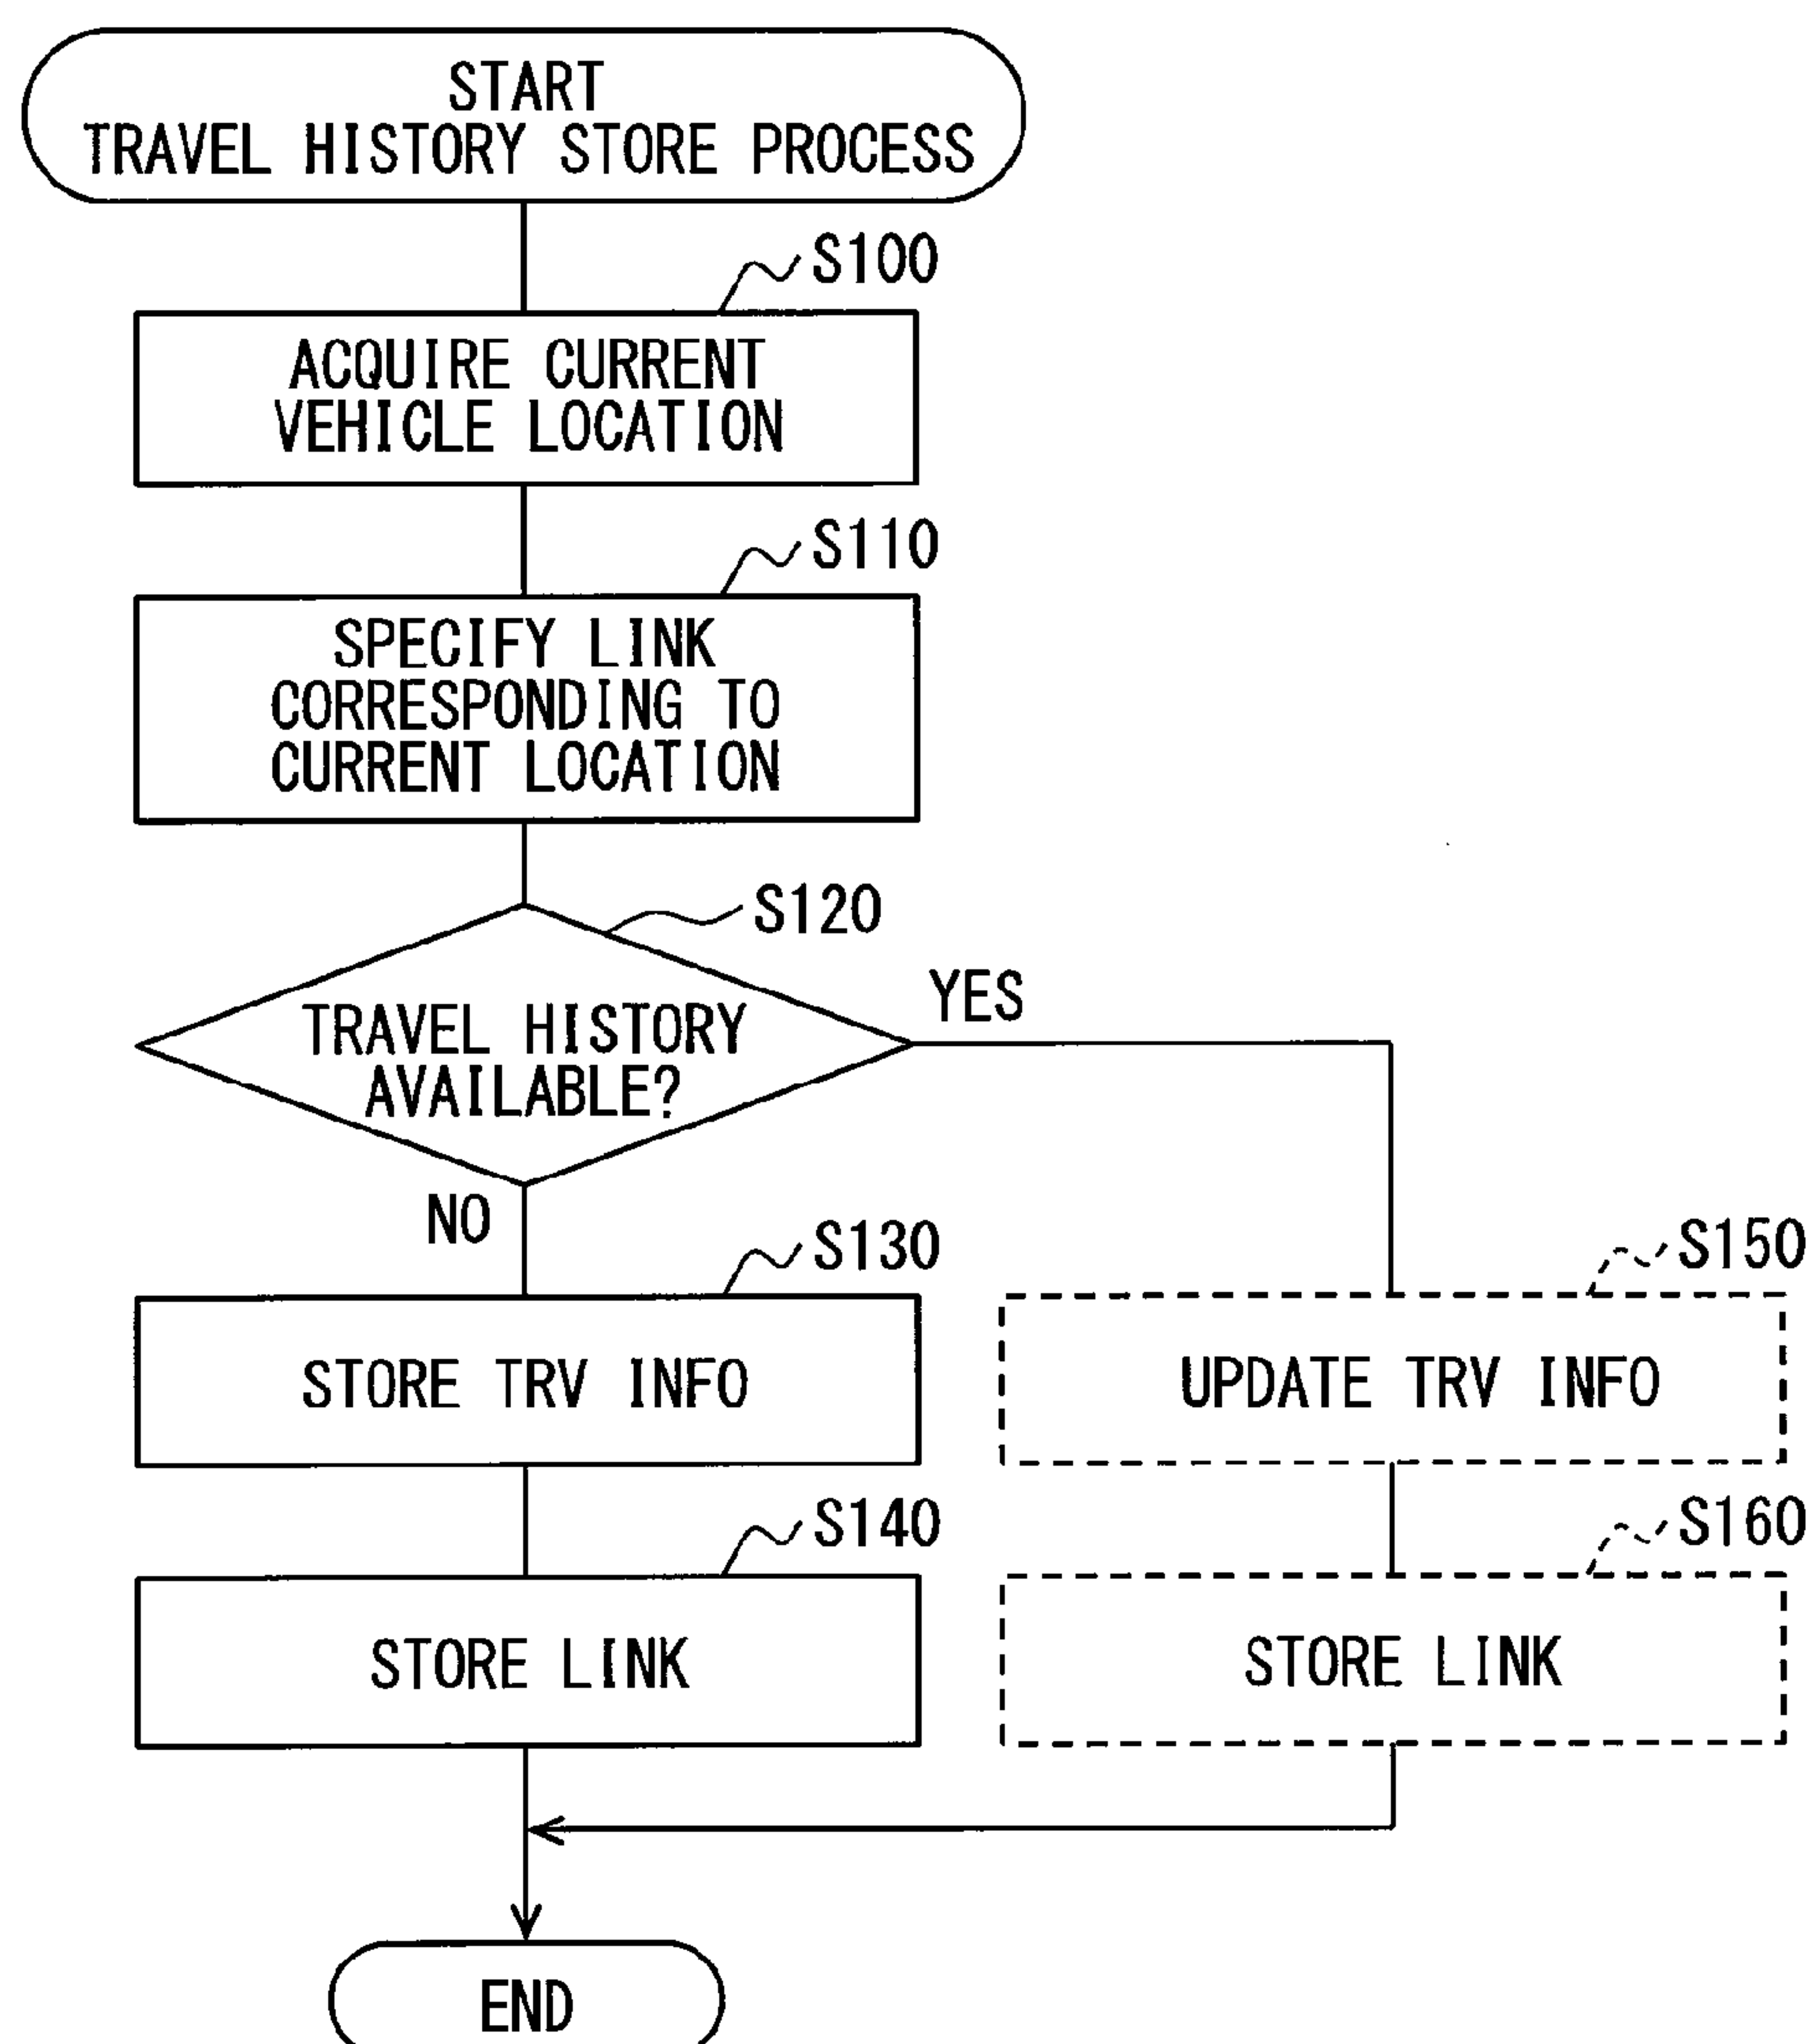 START
TRAVEL HISTORY STORE PROCESS
S100
ACQUIRE CURRENT
VEHICLE LOCATION
S110
SPECIFY LINK
CORRESPONDING TO
CURRENT LOCATION
S120
TRAVEL HISTORY
AVAILABLE?
YES
NO
S130
STORE TRV INFO
S150
UPDATE TRV INFO
S140
STORE LINK
S160
STORE LINK
END